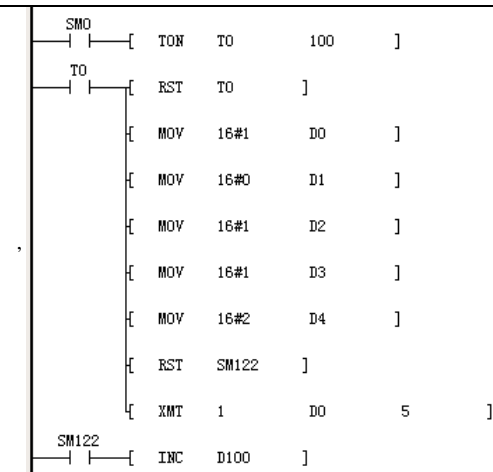 SM0
[ TON T0 100 ]
T0
[ RST T0 ]
[ MOV 16#1 D0 ]
[ MOV 16#0 D1 ]
[ MOV 16#1 D2 ]
,
[ MOV 16#1 D3 ]
[ MOV 16#2 D4 ]
[ RST SM122 ]
[ XMT 1 D0 5 ]
SM122
[ INC D100 ]